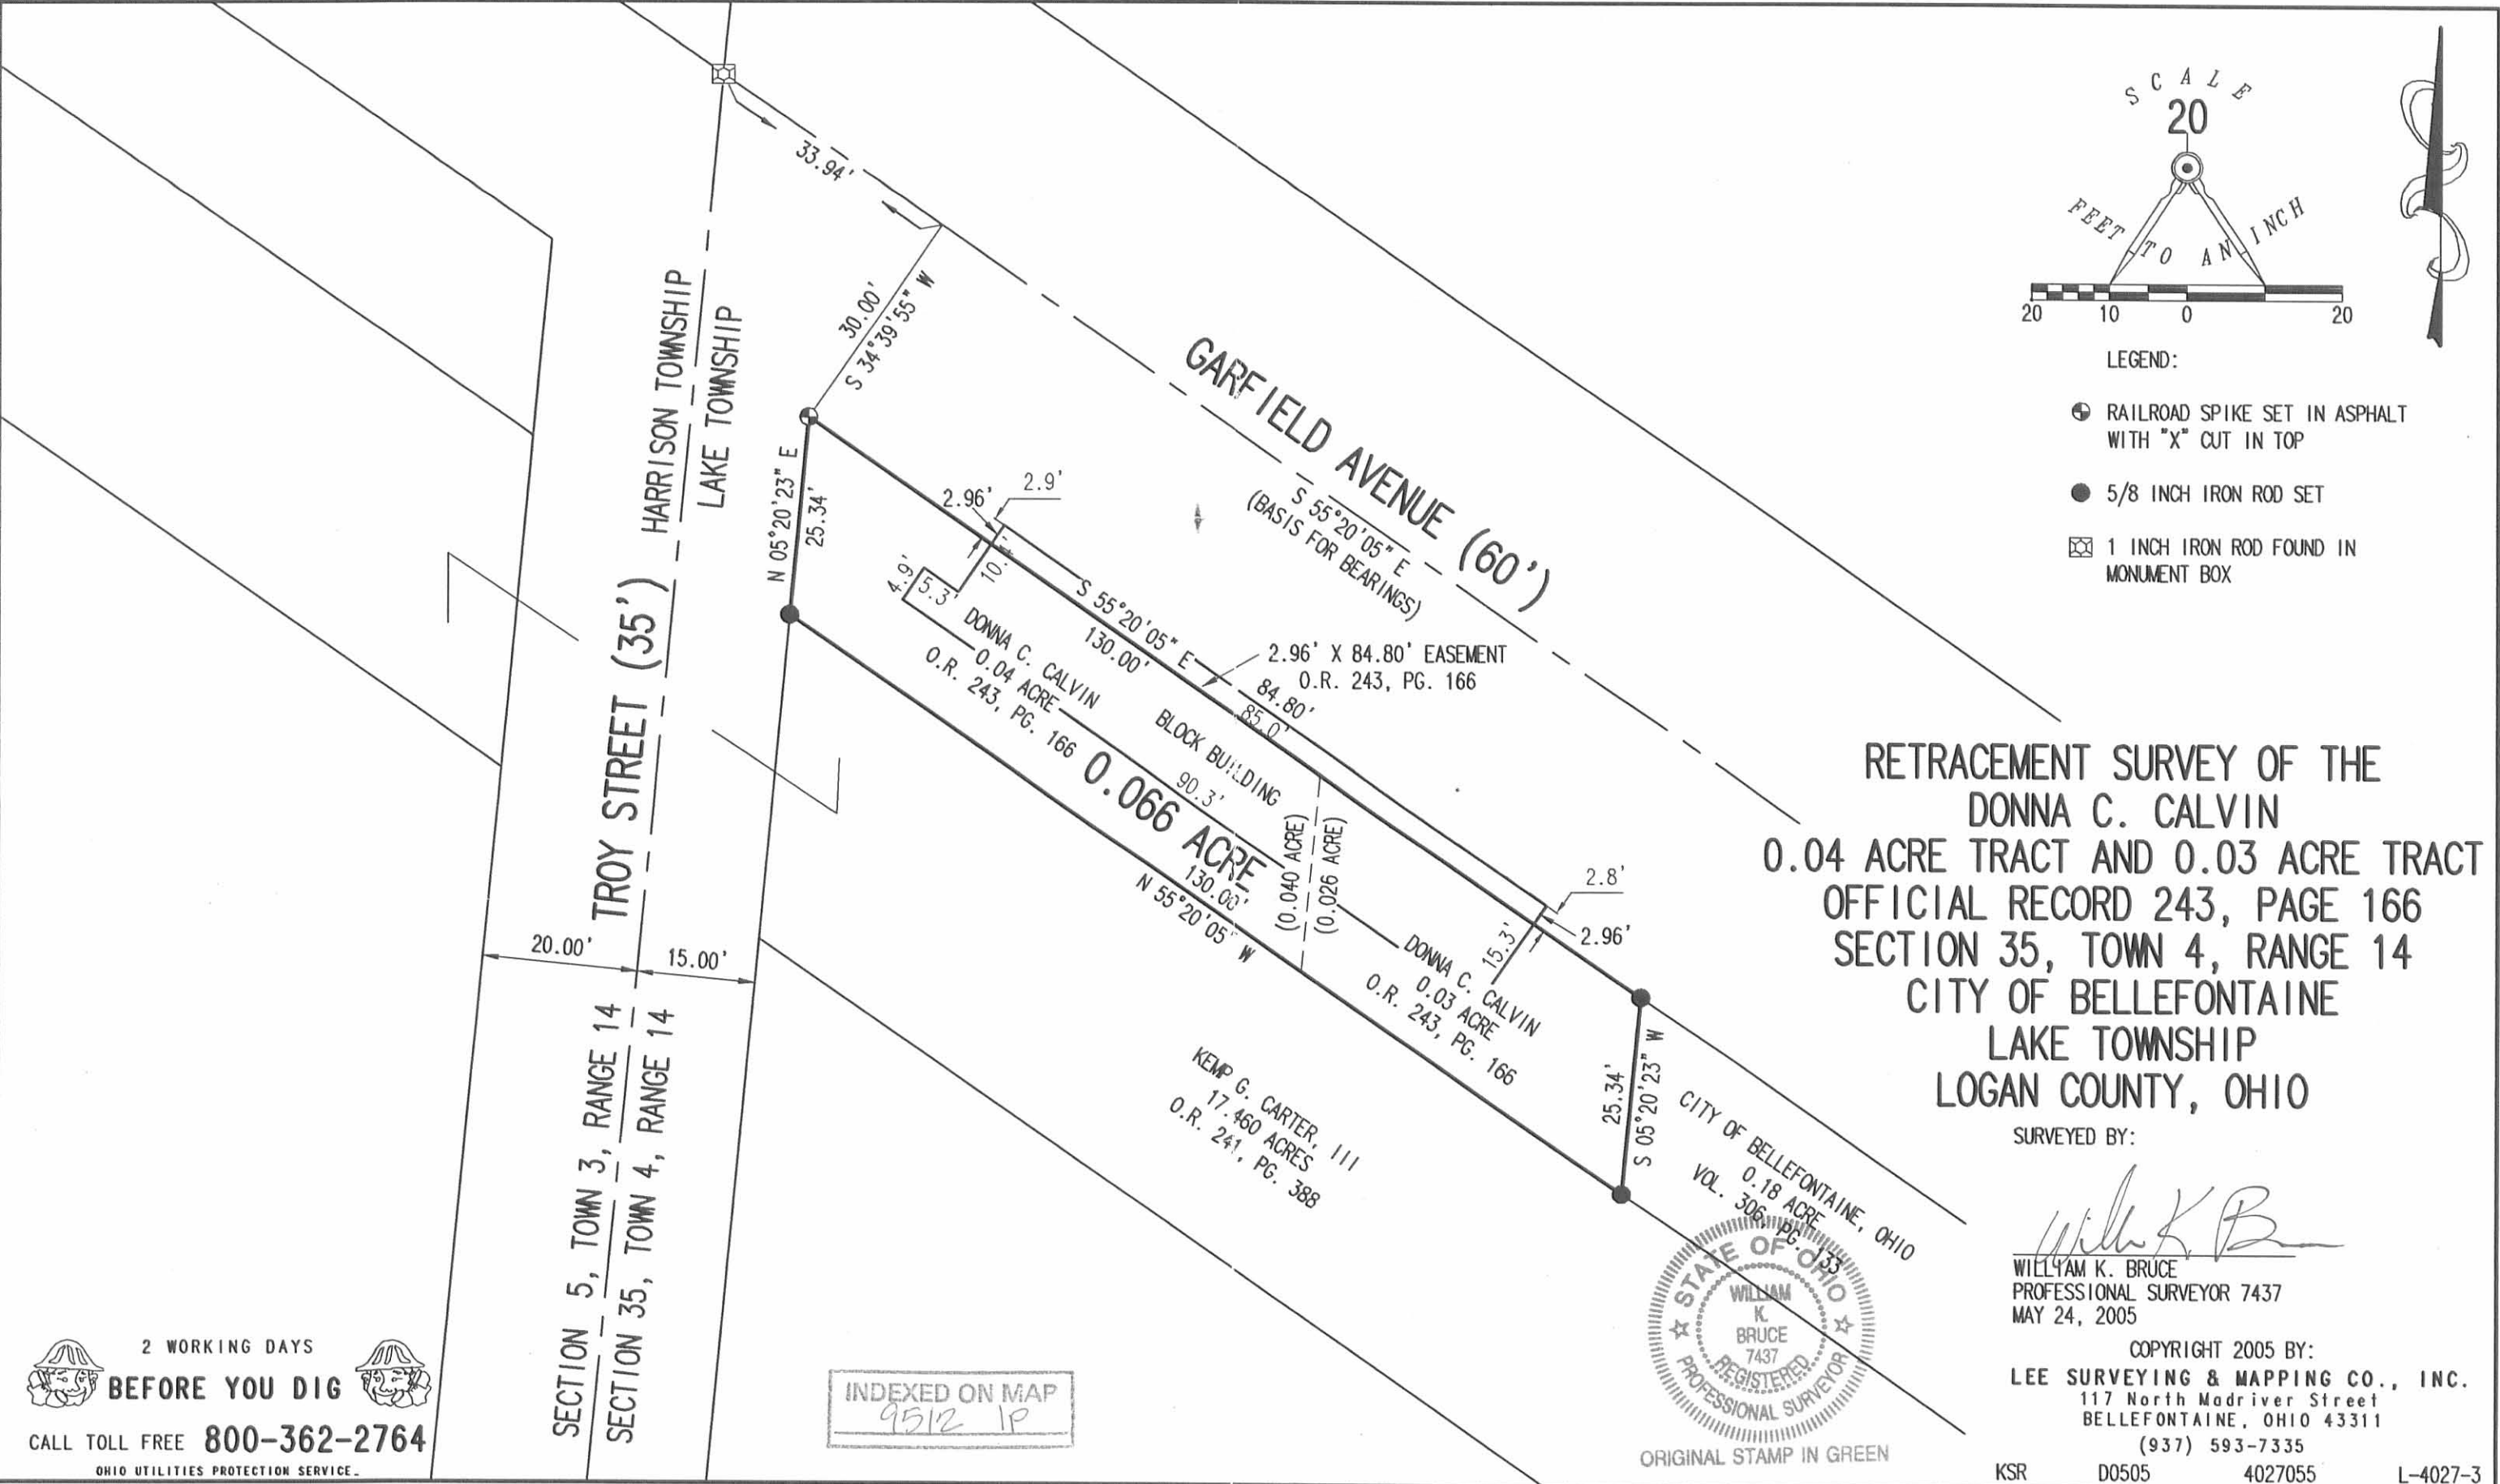 33.94'
30.00'
S 34°39'55" W
HARRISON TOWNSHIP
LAKE TOWNSHIP
TROY STREET (35')
N 05°20'23" E
25.34'
GARFIELD AVENUE (60')
S 55°20'05" E
(BASIS FOR BEARINGS)
2.96'
2.9'
4.9'
5.3'
S 55°20'05" E
130.00'
84.80'
85.0'
2.96' X 84.80' EASEMENT
O.R. 243, PG. 166
DONNA C. CALVIN
0.04 ACRE
O.R. 243, PG. 166
BLOCK BUILDING
90.3'
0.066 ACRE
130.00'
N 55°20'05" W
(0.040 ACRE)
(0.026 ACRE)
2.8'
2.96'
15.3'
DONNA C. CALVIN
0.03 ACRE
O.R. 243, PG. 166
25.34'
S 05°20'23" W
20.00'
15.00'
SECTION 5, TOWN 3, RANGE 14
SECTION 35, TOWN 4, RANGE 14
KEMP G. CARTER, III
17.460 ACRES
O.R. 241, PG. 388
CITY OF BELLEFONTAINE, OHIO
0.18 ACRE
VOL. 306, PG. 133
SCALE
20
FEET TO AN INCH
20 10 0 20
LEGEND:
RAILROAD SPIKE SET IN ASPHALT
WITH "X" CUT IN TOP
5/8 INCH IRON ROD SET
1 INCH IRON ROD FOUND IN
MONUMENT BOX
RETRACEMENT SURVEY OF THE
DONNA C. CALVIN
0.04 ACRE TRACT AND 0.03 ACRE TRACT
OFFICIAL RECORD 243, PAGE 166
SECTION 35, TOWN 4, RANGE 14
CITY OF BELLEFONTAINE
LAKE TOWNSHIP
LOGAN COUNTY, OHIO
SURVEYED BY:
WILLIAM K. BRUCE
PROFESSIONAL SURVEYOR 7437
MAY 24, 2005
COPYRIGHT 2005 BY:
LEE SURVEYING & MAPPING CO., INC.
117 North Madriver Street
BELLEFONTAINE, OHIO 43311
(937) 593-7335
KSR D0505 4027055 L-4027-3
STATE OF OHIO
WILLIAM
K.
BRUCE
7437
REGISTERED
PROFESSIONAL SURVEYOR
ORIGINAL STAMP IN GREEN
INDEXED ON MAP
9512 IP
2 WORKING DAYS
BEFORE YOU DIG
CALL TOLL FREE 800-362-2764
OHIO UTILITIES PROTECTION SERVICE